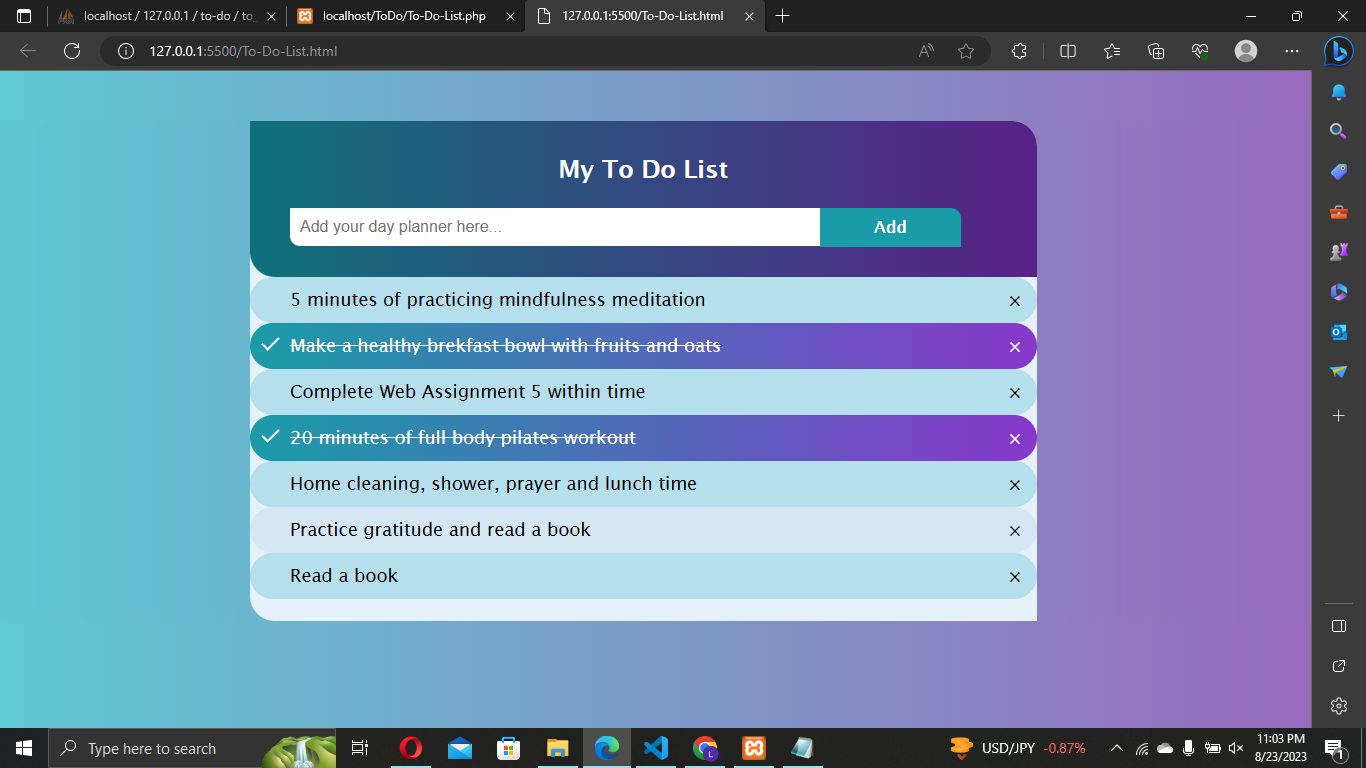 localhost / 127.0.0.1 / to-do / to_
localhost/ToDo/To-Do-List.php
127.0.0.1:5500/To-Do-List.html
127.0.0.1:5500/To-Do-List.html
My To Do List
Add your day planner here...
Add
5 minutes of practicing mindfulness meditation
Make a healthy brekfast bowl with fruits and oats
Complete Web Assignment 5 within time
20 minutes of full body pilates workout
Home cleaning, shower, prayer and lunch time
Practice gratitude and read a book
Read a book
Type here to search
L
USD/JPY -0.87%
11:03 PM
8/23/2023
1